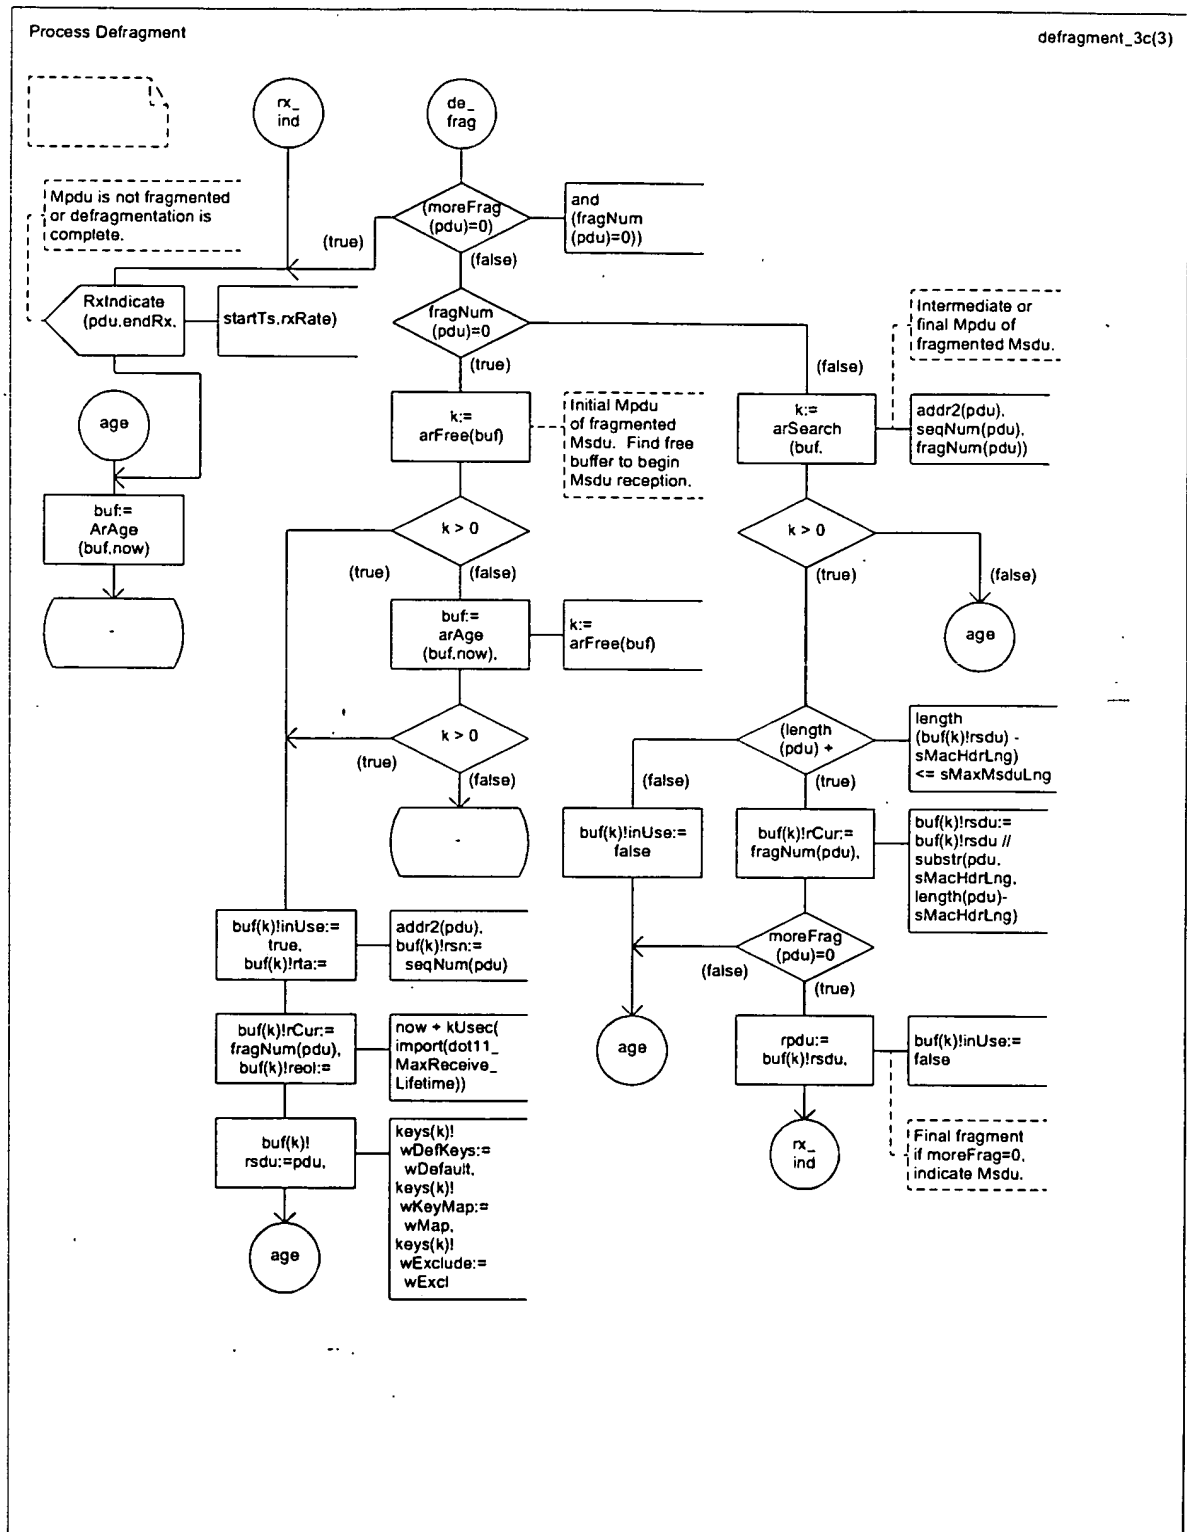 Process Defragment
defragment_3c(3)
rx_
ind
de_
frag
Mpdu is not fragmented
or defragmentation is
complete.
(moreFrag
(pdu)=0)
and
(fragNum
(pdu)=0))
(true)
(false)
RxIndicate
(pdu,endRx,
startTs,rxRate)
fragNum
(pdu)=0
(true)
(false)
Intermediate or
final Mpdu of
fragmented Msdu.
age
k:=
arFree(buf)
Initial Mpdu
of fragmented
Msdu. Find free
buffer to begin
Msdu reception.
k:=
arSearch
(buf,
addr2(pdu),
seqNum(pdu),
fragNum(pdu))
buf:=
ArAge
(buf,now)
-
k > 0
(true)
(false)
k > 0
(true)
(false)
age
buf:=
arAge
(buf,now),
k:=
arFree(buf)
k > 0
(true)
(false)
-
(length
(pdu) +
length
(buf(k)!rsdu) -
sMacHdrLng)
<= sMaxMsduLng
(false)
(true)
buf(k)!inUse:=
false
buf(k)!rCur:=
fragNum(pdu),
buf(k)!rsdu:=
buf(k)!rsdu //
substr(pdu,
sMacHdrLng,
length(pdu)-
sMacHdrLng)
buf(k)!inUse:=
true,
buf(k)!rta:=
addr2(pdu),
buf(k)!rsn:=
seqNum(pdu)
moreFrag
(pdu)=0
(false)
(true)
age
buf(k)!rCur:=
fragNum(pdu),
buf(k)!reol:=
now + kUsec(
import(dot11_
MaxReceive_
Lifetime))
rpdu:=
buf(k)!rsdu,
buf(k)!inUse:=
false
buf(k)!
rsdu:=pdu,
keys(k)!
wDefKeys:=
wDefault,
keys(k)!
wKeyMap:=
wMap,
keys(k)!
wExclude:=
wExcl
rx_
ind
Final fragment
if moreFrag=0,
indicate Msdu.
age